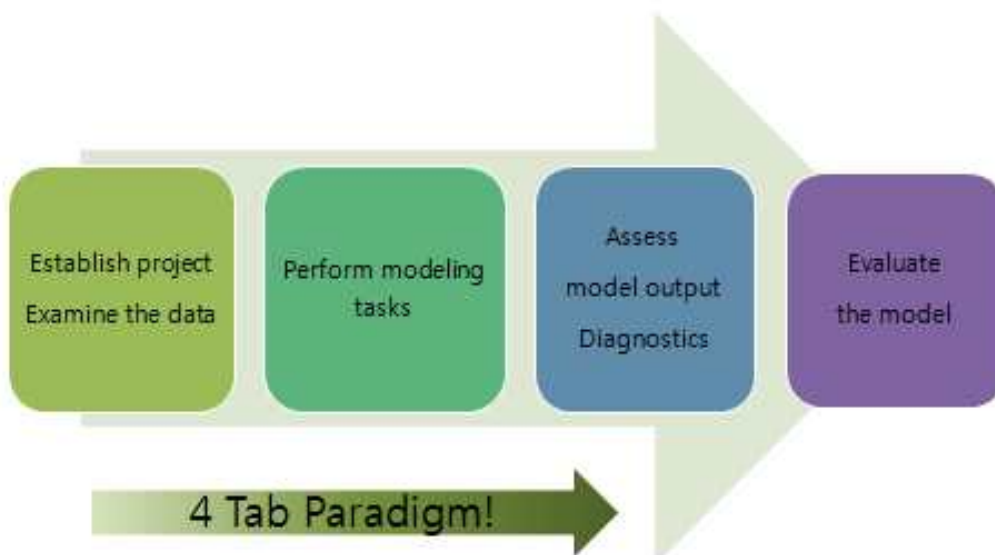 Establish project
Examine the data
Perform modeling
tasks
Assess
model output
Diagnostics
Evaluate
the model
4 Tab Paradigm!